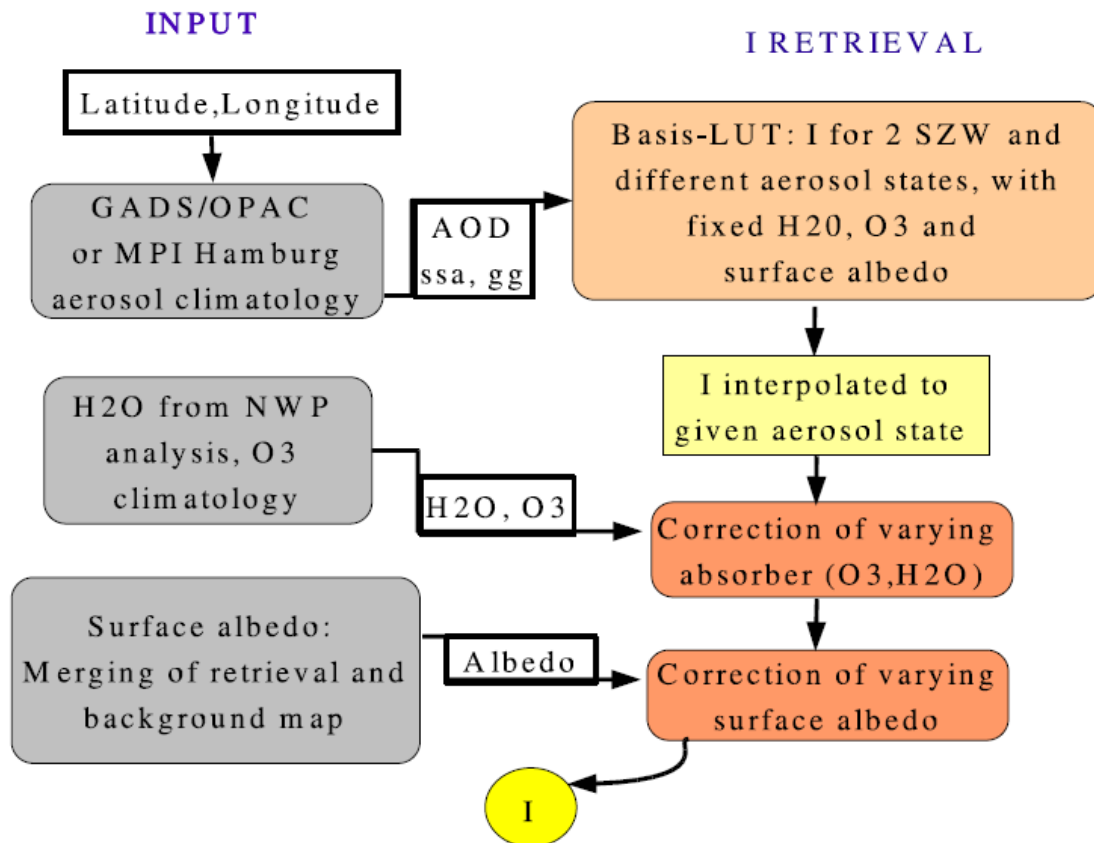 INPUT
I RETRIEVAL
Latitude,Longitude
GADS/OPAC
or MPI Hamburg
aerosol climatology
AOD
ssa, gg
Basis-LUT: I for 2 SZW and
different aerosol states, with
fixed H20, O3 and
surface albedo
I interpolated to
given aerosol state
H2O from NWP
analysis, O3
climatology
H2O, O3
Correction of varying
absorber (O3,H2O)
Surface albedo:
Merging of retrieval and
background map
Albedo
Correction of varying
surface albedo
I